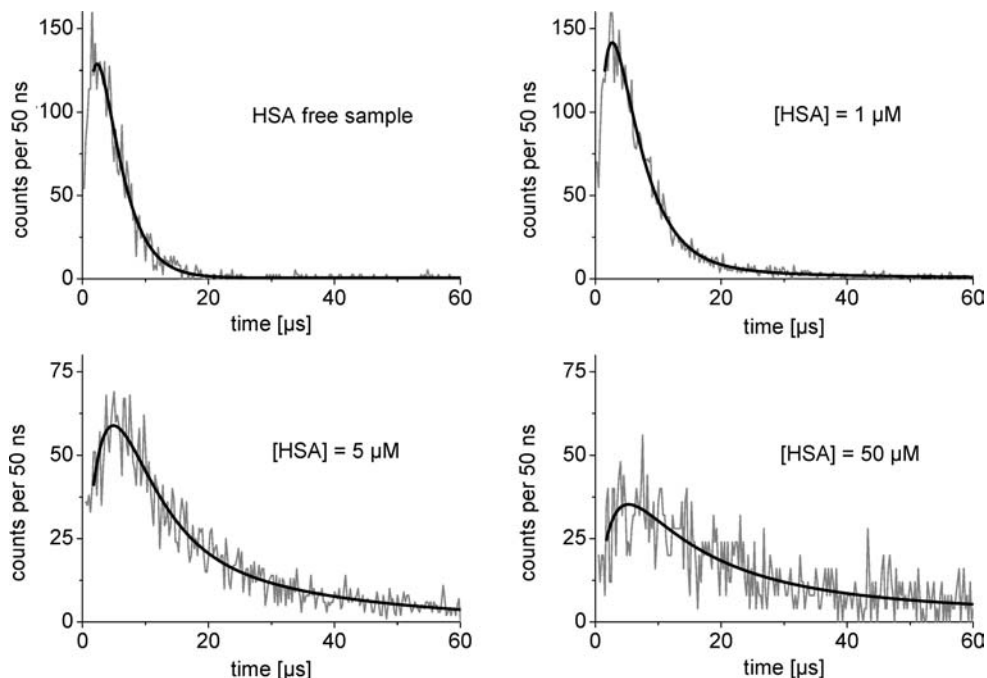 150
100
50
0
counts per 50 ns
HSA free sample
0 20 40 60
time [µs]
150
100
50
0
counts per 50 ns
[HSA] = 1 µM
0 20 40 60
time [µs]
75
50
25
0
counts per 50 ns
[HSA] = 5 µM
0 20 40 60
time [µs]
75
50
25
0
counts per 50 ns
[HSA] = 50 µM
0 20 40 60
time [µs]